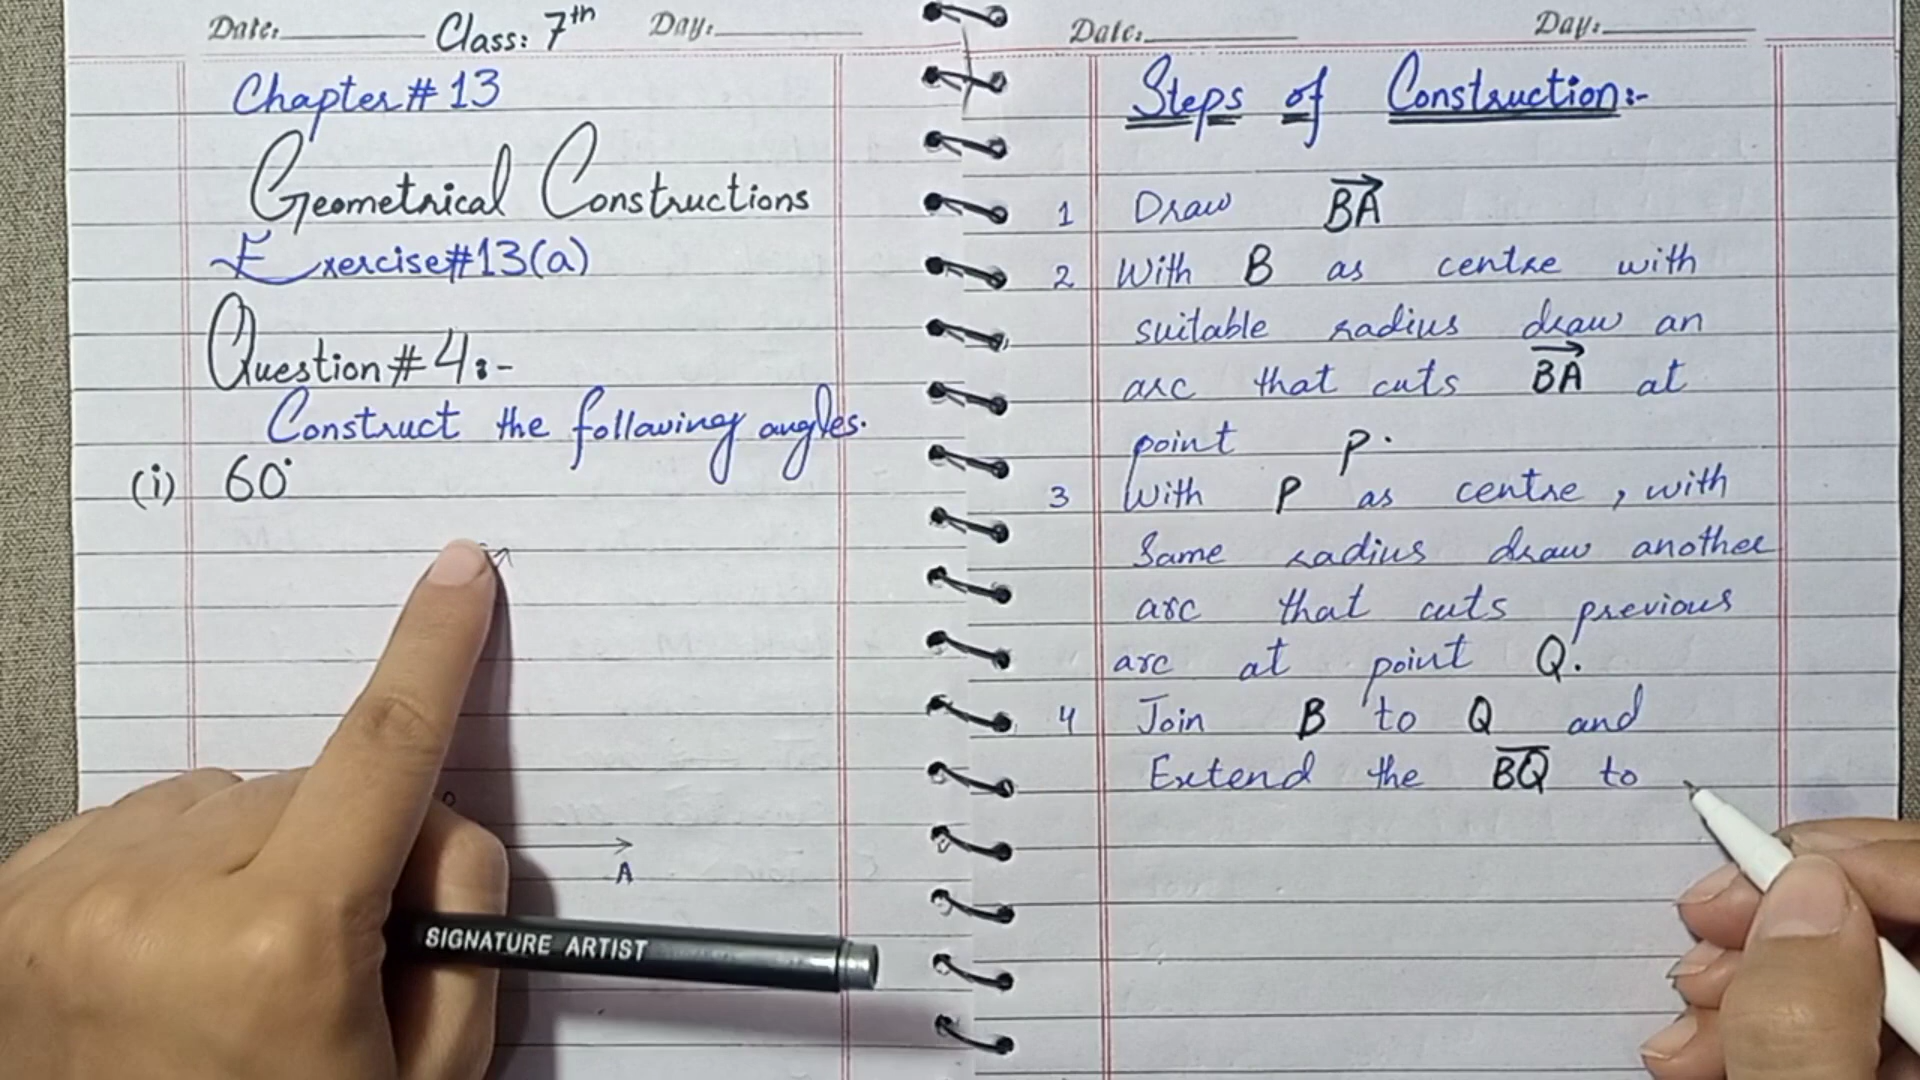 Date: Class: 7th Day:
Chapter # 13
Geometrical Constructions
Exercise#13(a)
Question # 4:-
Construct the following angles.
(i) 60°
A
SIGNATURE ARTIST
Date: Day:
Steps of Construction:-
1 Draw BA
2 With B as centre with
suitable radius draw an
arc that cuts BA at
point P.
3 With P as centre, with
Same radius draw another
arc that cuts previous
arc at point Q.
4 Join B to Q and
Extend the BQ to